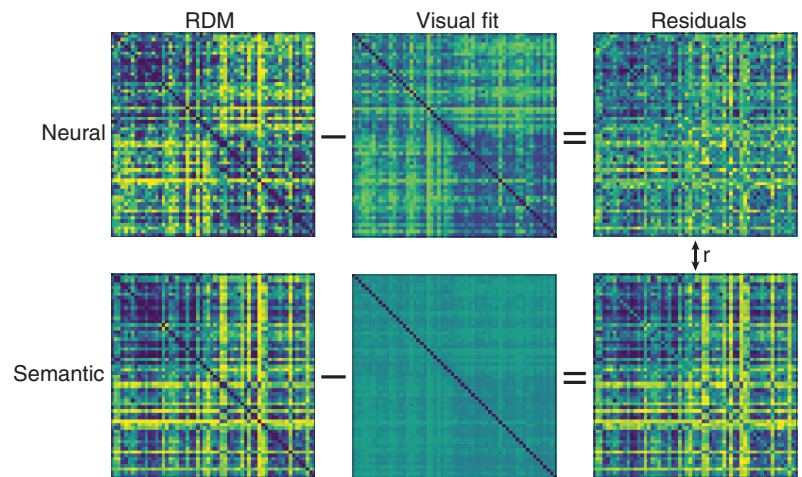 RDM Visual fit Residuals
Neural − =
r
Semantic − =